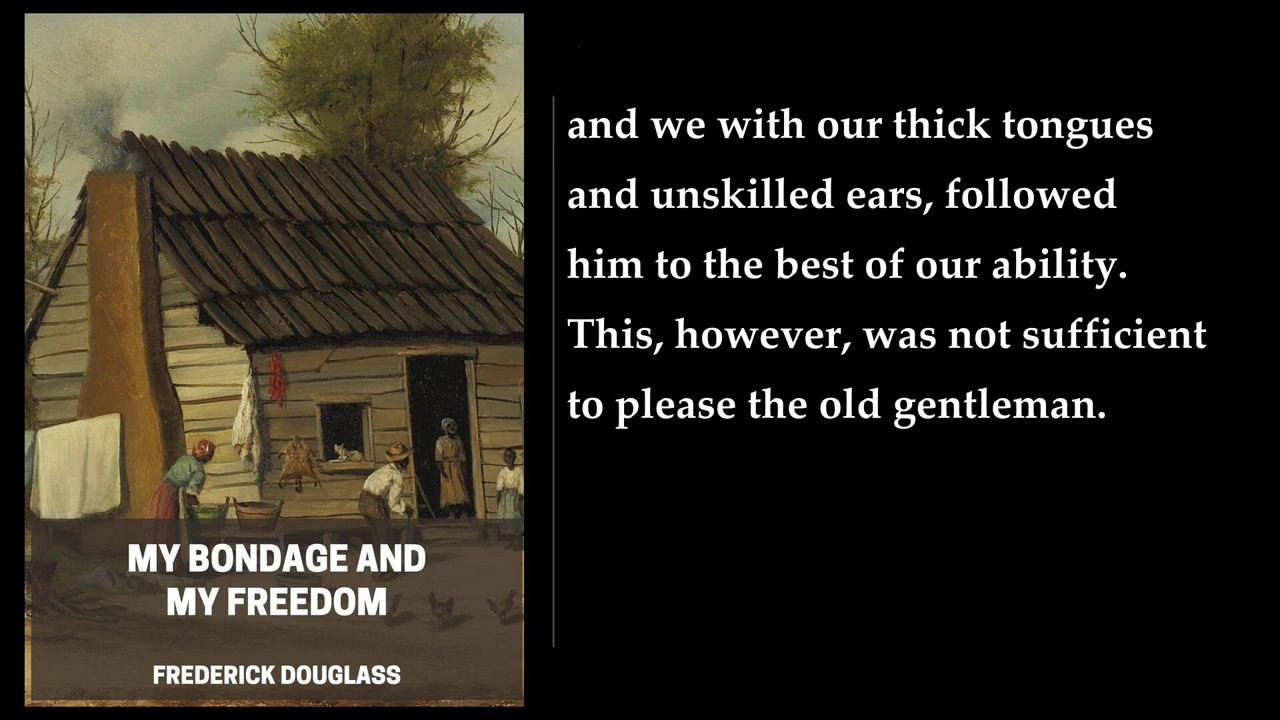 MY BONDAGE AND
MY FREEDOM
FREDERICK DOUGLASS
and we with our thick tongues
and unskilled ears, followed
him to the best of our ability.
This, however, was not sufficient
to please the old gentleman.